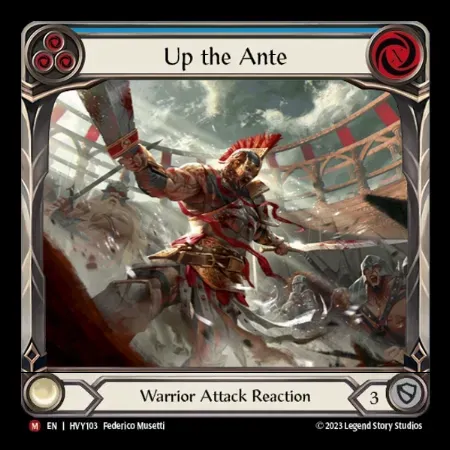 X
Up the Ante
Warrior Attack Reaction
3
M EN | HVY103 Federico Musetti
© 2023 Legend Story Studios